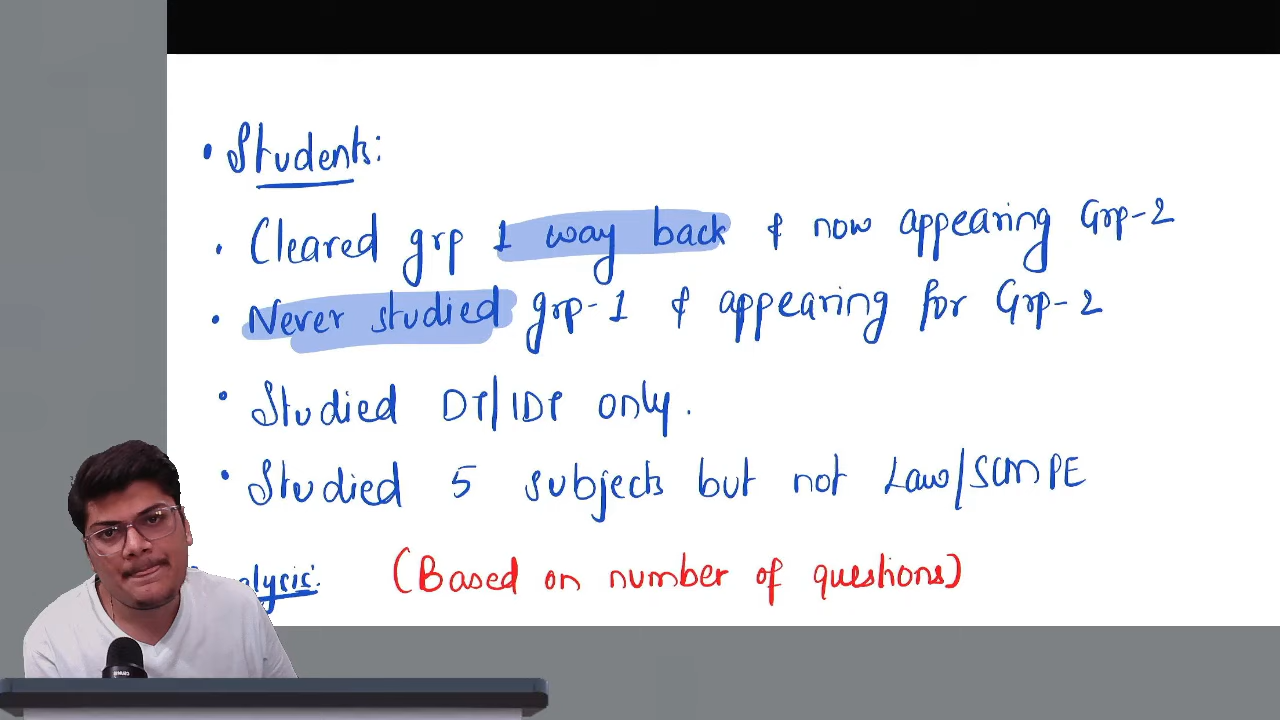 • Students:
• Cleared grp 1 way back & now appearing Grp-2
• Never studied grp-1 & appearing for Grp-2
• Studied DT/IDT only.
• Studied 5 subjects but not Law/SCMPE
(Based on number of questions)